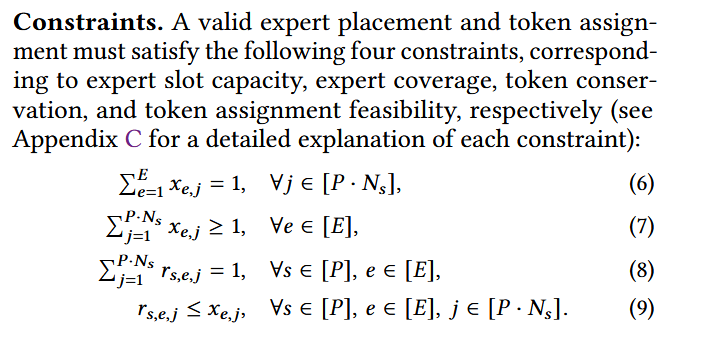 Constraints. A valid expert placement and token assign-
ment must satisfy the following four constraints, correspond-
ing to expert slot capacity, expert coverage, token conser-
vation, and token assignment feasibility, respectively (see
Appendix C for a detailed explanation of each constraint):
∑_{e=1}^{E} x_{e,j} = 1, ∀j ∈ [P · N_s], (6)
∑_{j=1}^{P·N_s} x_{e,j} ≥ 1, ∀e ∈ [E], (7)
∑_{j=1}^{P·N_s} r_{s,e,j} = 1, ∀s ∈ [P], e ∈ [E], (8)
r_{s,e,j} ≤ x_{e,j}, ∀s ∈ [P], e ∈ [E], j ∈ [P · N_s]. (9)